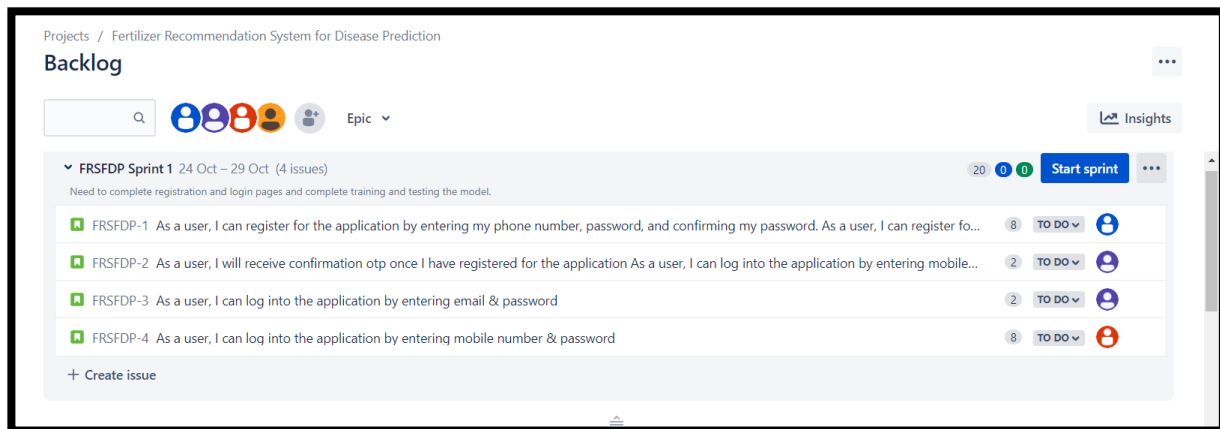 Projects / Fertilizer Recommendation System for Disease Prediction
Backlog
Epic
Insights
FRSFDP Sprint 1 24 Oct – 29 Oct (4 issues) 20 0 0 Start sprint
Need to complete registration and login pages and complete training and testing the model.
FRSFDP-1 As a user, I can register for the application by entering my phone number, password, and confirming my password. As a user, I can register fo... 8 TO DO
FRSFDP-2 As a user, I will receive confirmation otp once I have registered for the application As a user, I can log into the application by entering mobile... 2 TO DO
FRSFDP-3 As a user, I can log into the application by entering email & password 2 TO DO
FRSFDP-4 As a user, I can log into the application by entering mobile number & password 8 TO DO
+ Create issue